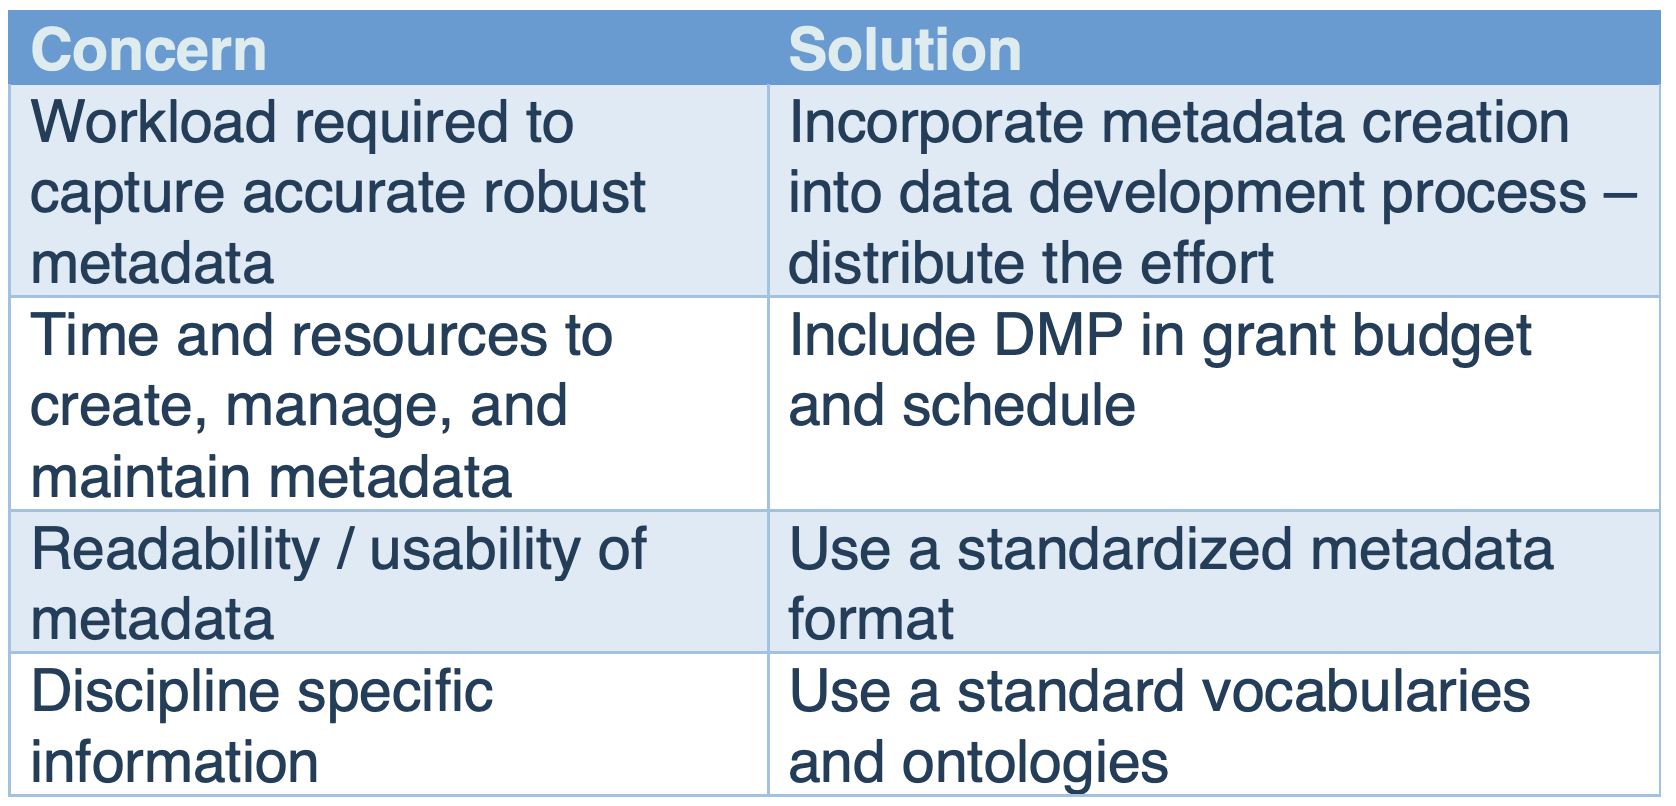 Concern
Solution
Workload required to
capture accurate robust
metadata
Incorporate metadata creation
into data development process –
distribute the effort
Time and resources to
create, manage, and
maintain metadata
Include DMP in grant budget
and schedule
Readability / usability of
metadata
Use a standardized metadata
format
Discipline specific
information
Use a standard vocabularies
and ontologies